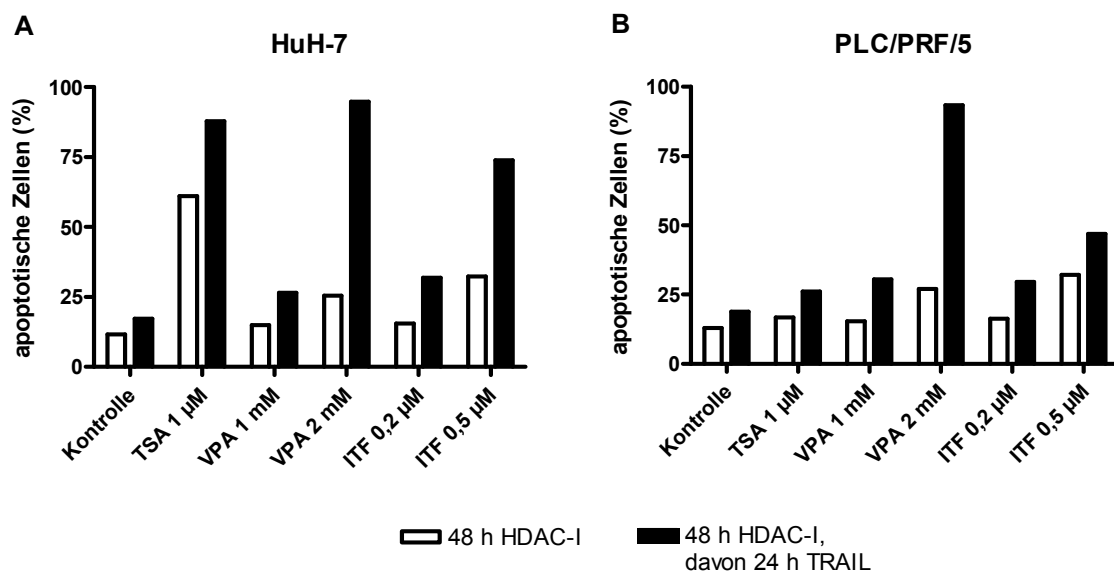 A
HuH-7
apoptotische Zellen (%)
100
75
50
25
0
Kontrolle
TSA 1 µM
VPA 1 mM
VPA 2 mM
ITF 0,2 µM
ITF 0,5 µM
B
PLC/PRF/5
apoptotische Zellen (%)
100
75
50
25
0
Kontrolle
TSA 1 µM
VPA 1 mM
VPA 2 mM
ITF 0,2 µM
ITF 0,5 µM
48 h HDAC-I
48 h HDAC-I,
davon 24 h TRAIL